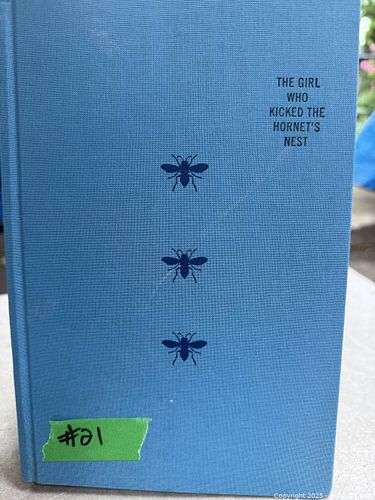 THE GIRL
WHO
KICKED THE
HORNET'S
NEST
#21
Copyright 2025 -